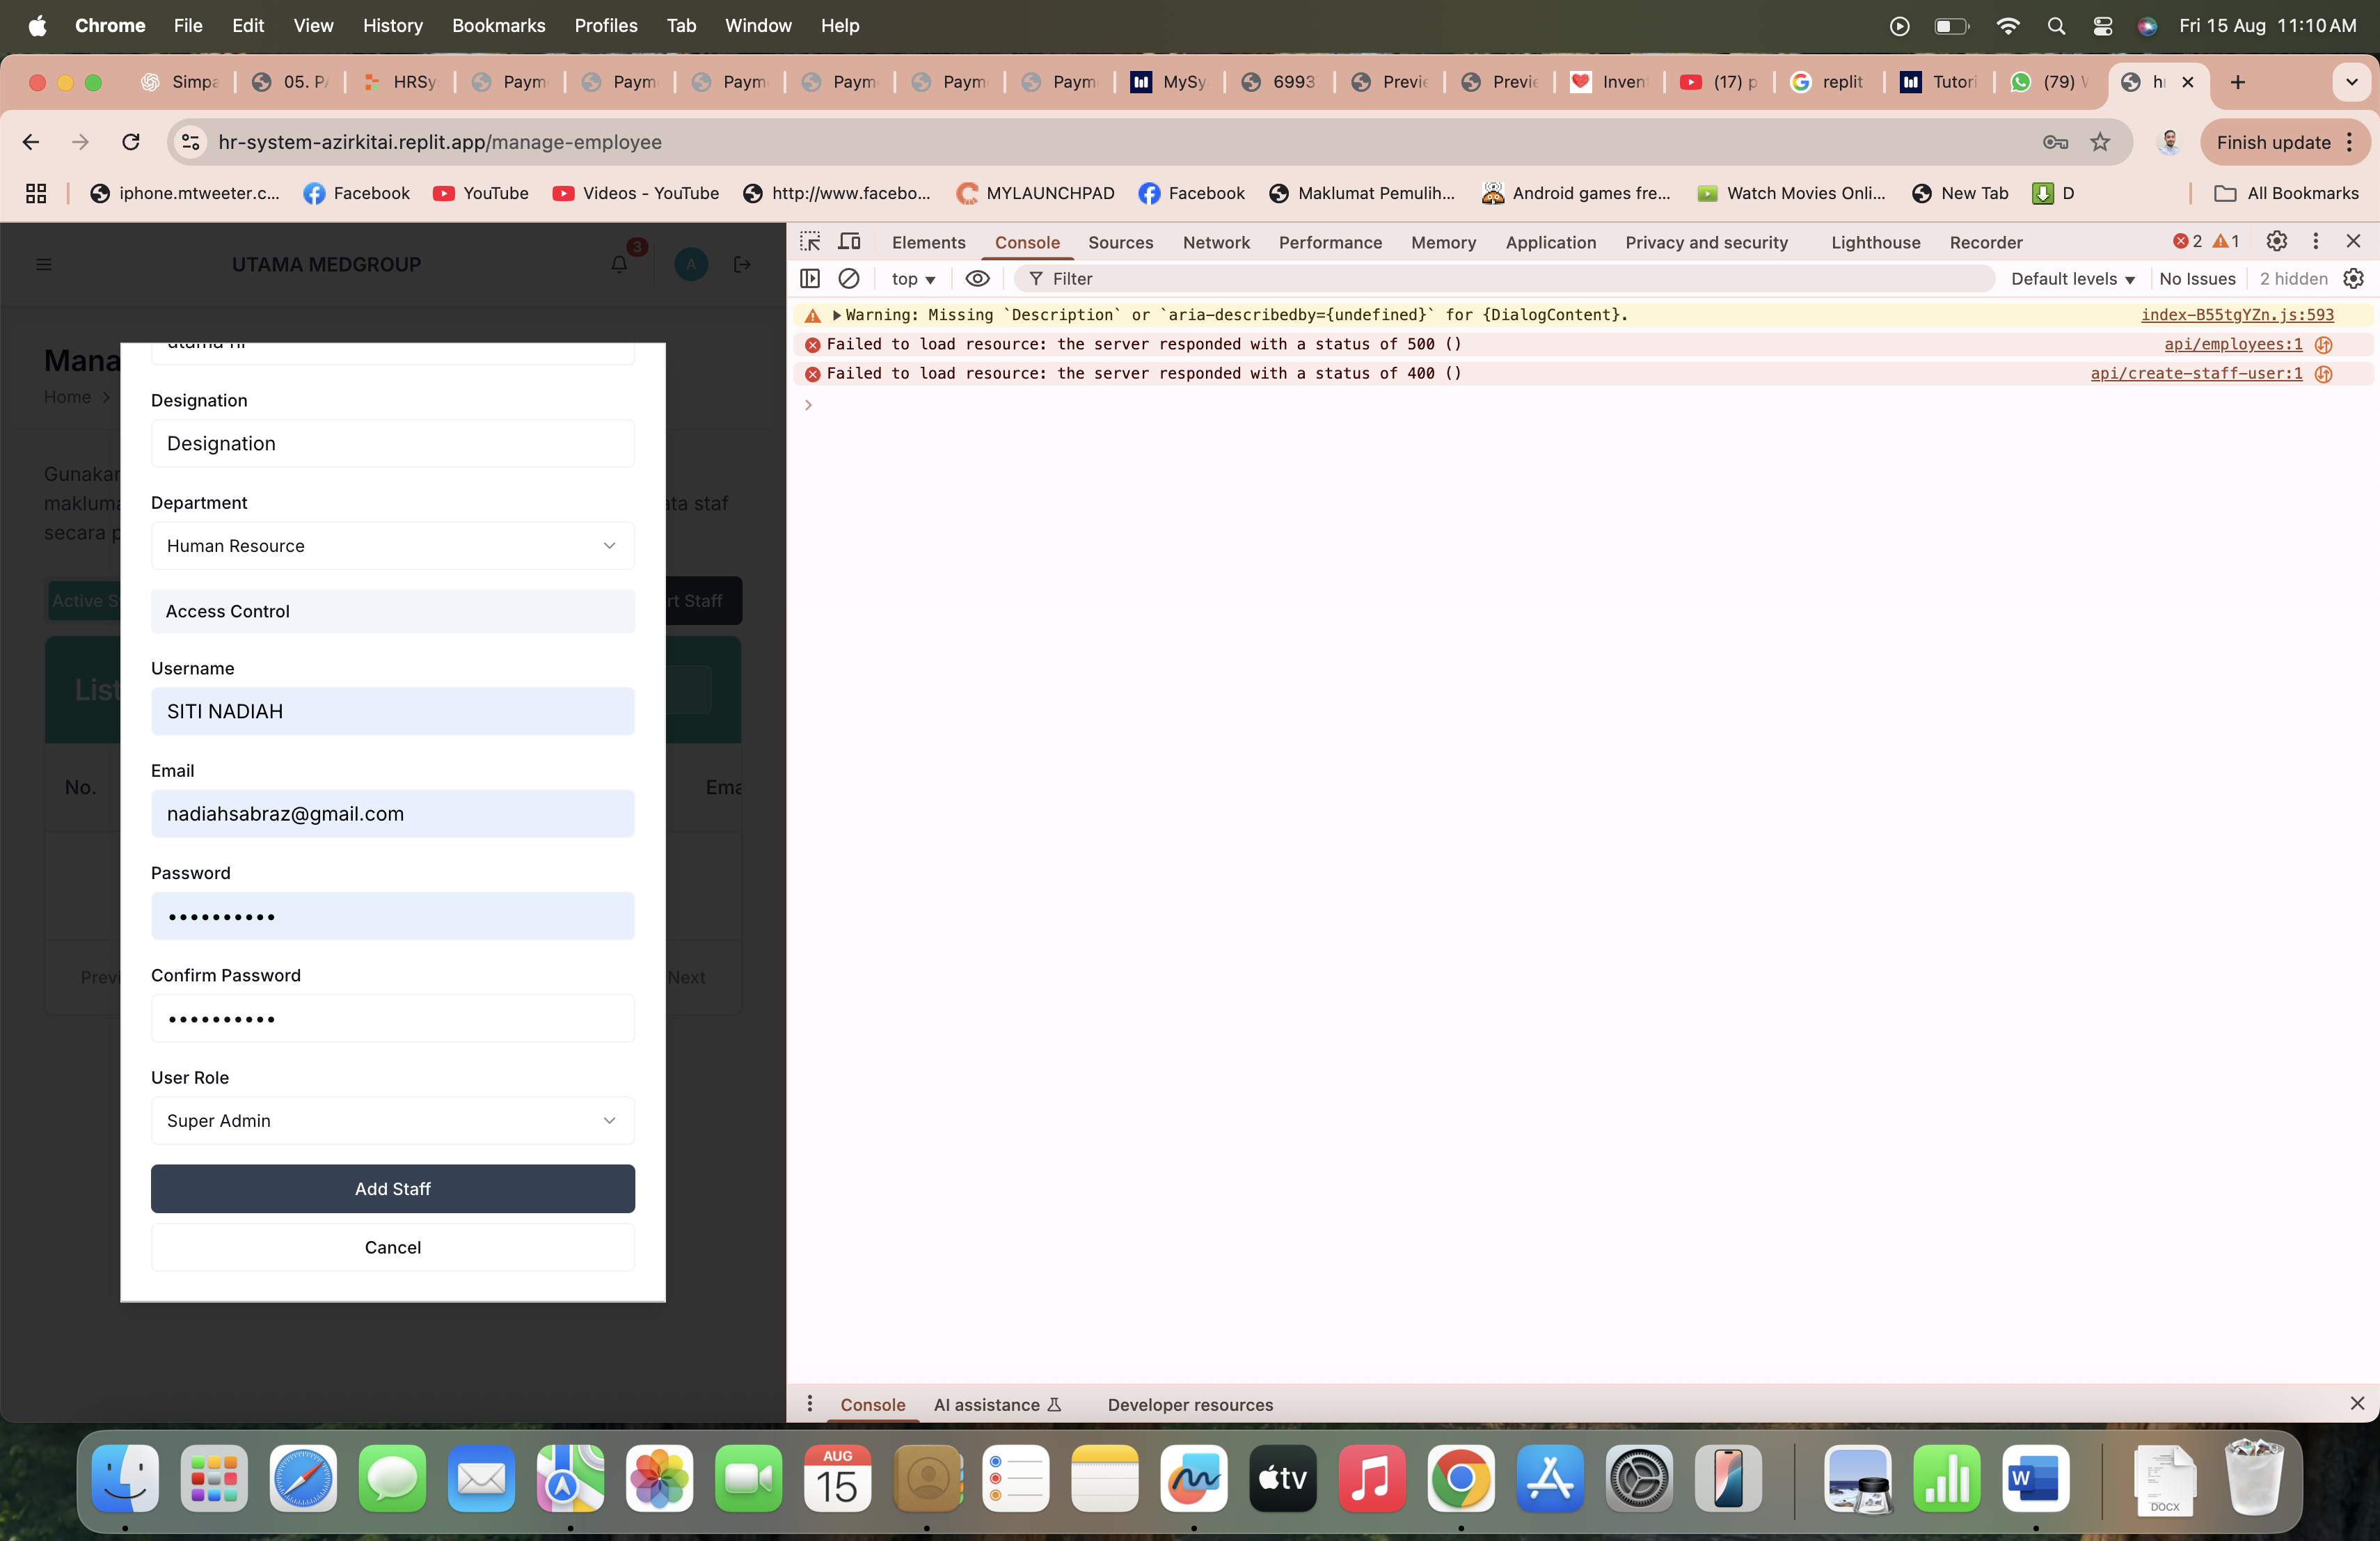 Chrome File Edit View History Bookmarks Profiles Tab Window Help Fri 15 Aug 11:10 AM
Simpa 05. P HRSy Paym Paym Paym Paym Paym Paym MySy 6993 Previe Previe Inven (17) p replit Tutori (79) h
hr-system-azirkitai.replit.app/manage-employee Finish update
iphone.mtweeter.c... Facebook YouTube Videos - YouTube http://www.facebo... MYLAUNCHPAD Facebook Maklumat Pemulih... Android games fre... Watch Movies Onli... New Tab D All Bookmarks
UTAMA MEDGROUP 3 A
Mana
Home
Gunakan
maklum ata staf
secara p
Active S rt Staff
List
No. Ema
Previ Next
utama hr
Designation
Designation
Department
Human Resource
Access Control
Username
SITI NADIAH
Email
nadiahsabraz@gmail.com
Password
••••••••••
Confirm Password
••••••••••
User Role
Super Admin
Add Staff
Cancel
Elements Console Sources Network Performance Memory Application Privacy and security Lighthouse Recorder 2 1
top Filter Default levels No Issues 2 hidden
Warning: Missing `Description` or `aria-describedby={undefined}` for {DialogContent}. index-B55tgYZn.js:593
Failed to load resource: the server responded with a status of 500 () api/employees:1
Failed to load resource: the server responded with a status of 400 () api/create-staff-user:1
Console AI assistance Developer resources
AUG
15
tv
W
DOCX